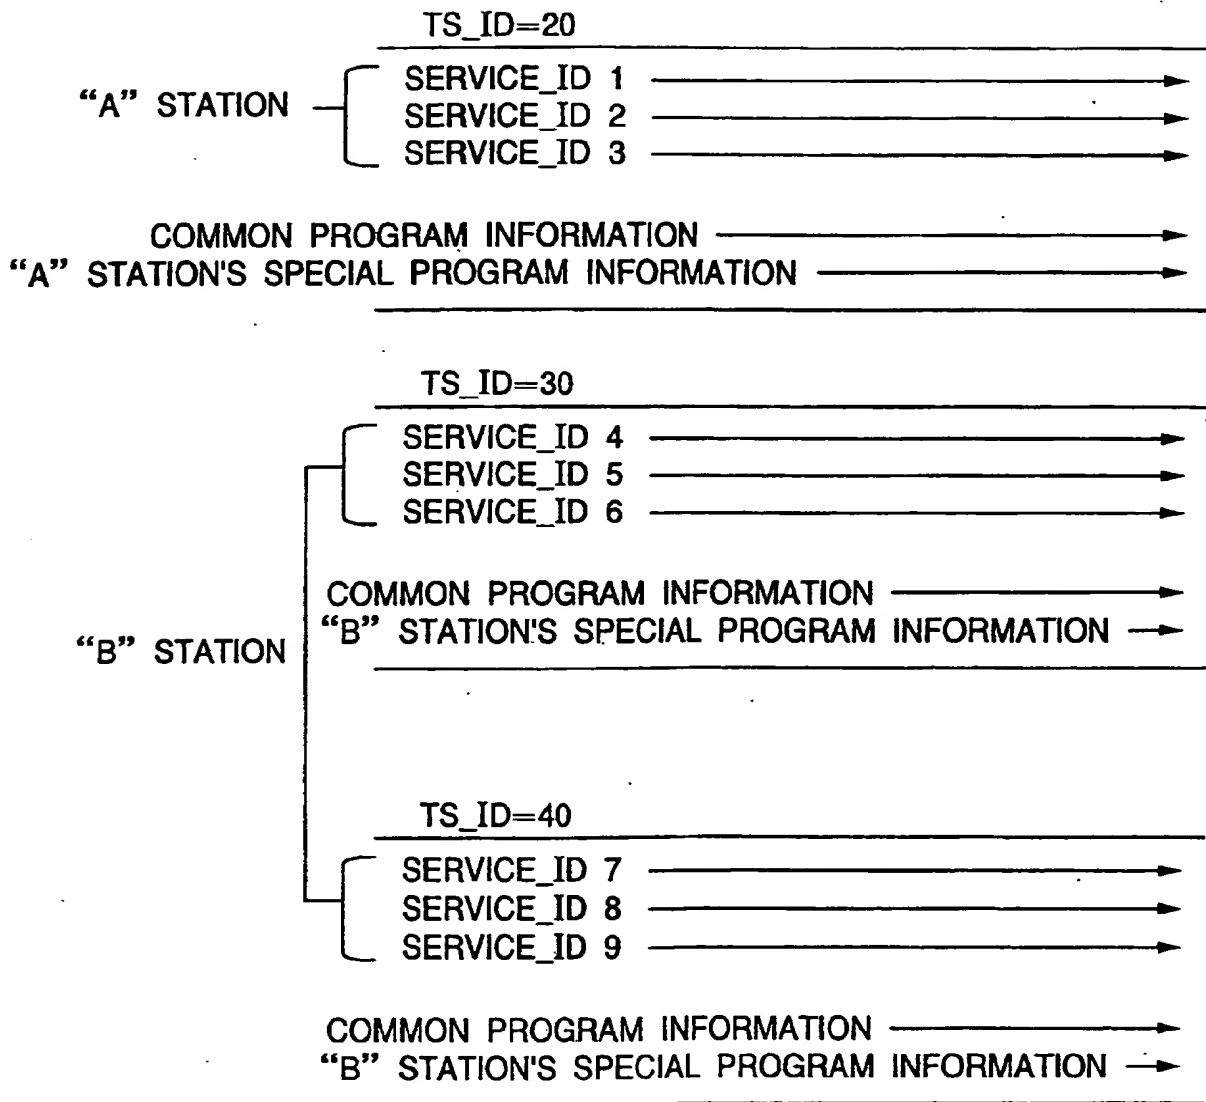 TS_ID=20
SERVICE_ID 1
“A” STATION
SERVICE_ID 2
SERVICE_ID 3
COMMON PROGRAM INFORMATION
“A” STATION'S SPECIAL PROGRAM INFORMATION
TS_ID=30
SERVICE_ID 4
SERVICE_ID 5
SERVICE_ID 6
COMMON PROGRAM INFORMATION
“B” STATION'S SPECIAL PROGRAM INFORMATION
“B” STATION
TS_ID=40
SERVICE_ID 7
SERVICE_ID 8
SERVICE_ID 9
COMMON PROGRAM INFORMATION
“B” STATION'S SPECIAL PROGRAM INFORMATION